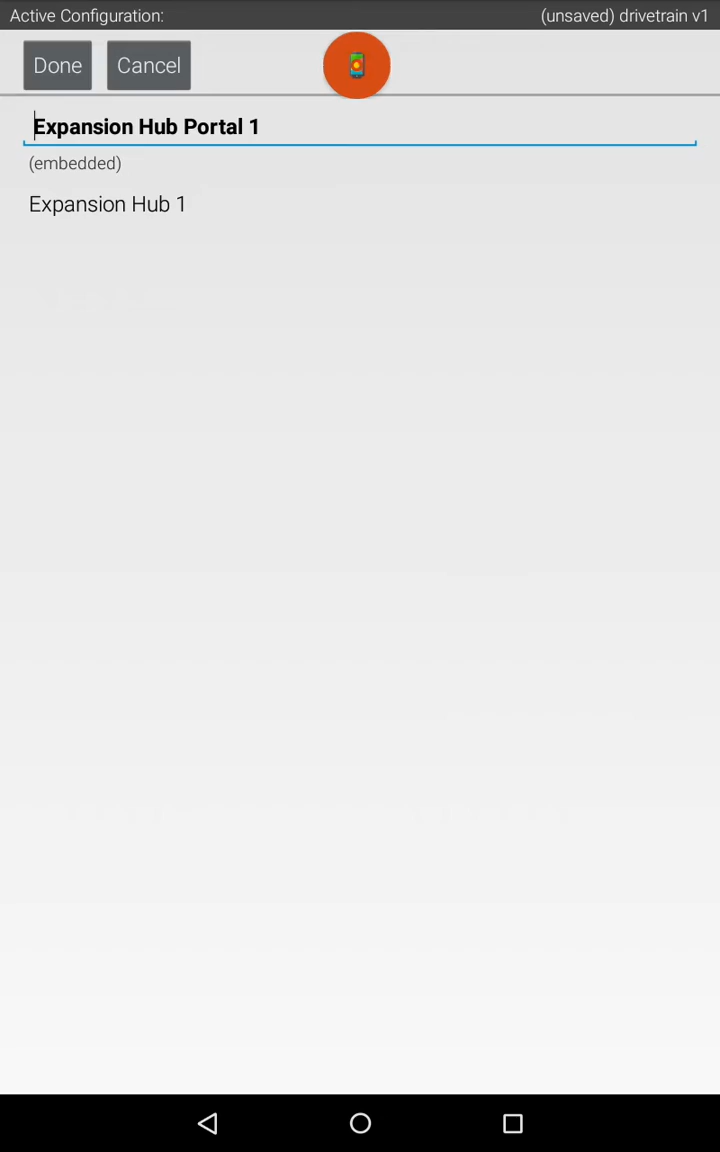 Active Configuration: (unsaved) drivetrain v1
Done Cancel
Expansion Hub Portal 1
(embedded)
Expansion Hub 1